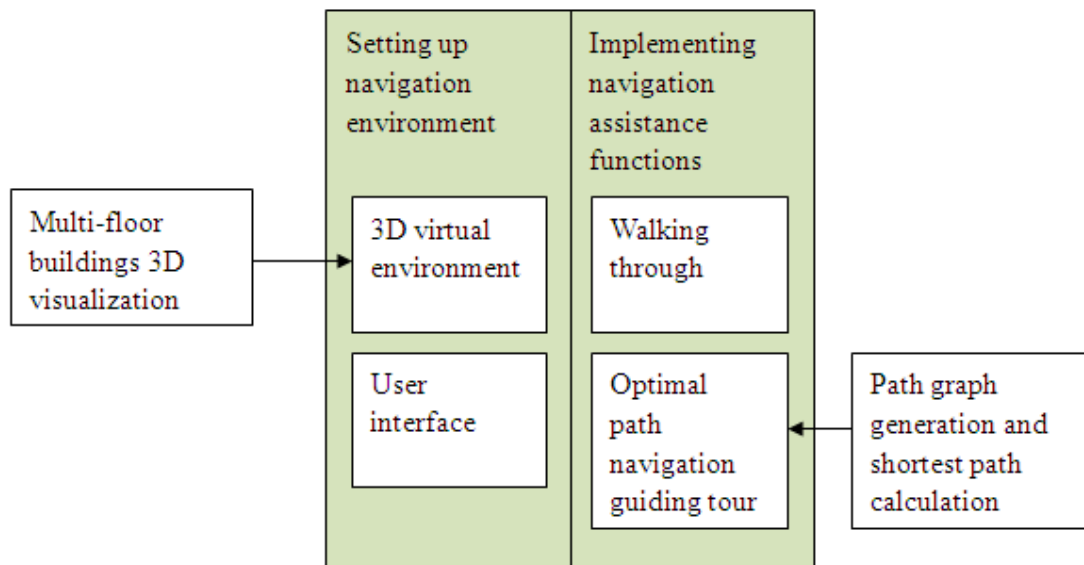 Setting up
navigation
environment
Implementing
navigation
assistance
functions
Multi-floor
buildings 3D
visualization
3D virtual
environment
Walking
through
User
interface
Optimal
path
navigation
guiding tour
Path graph
generation and
shortest path
calculation